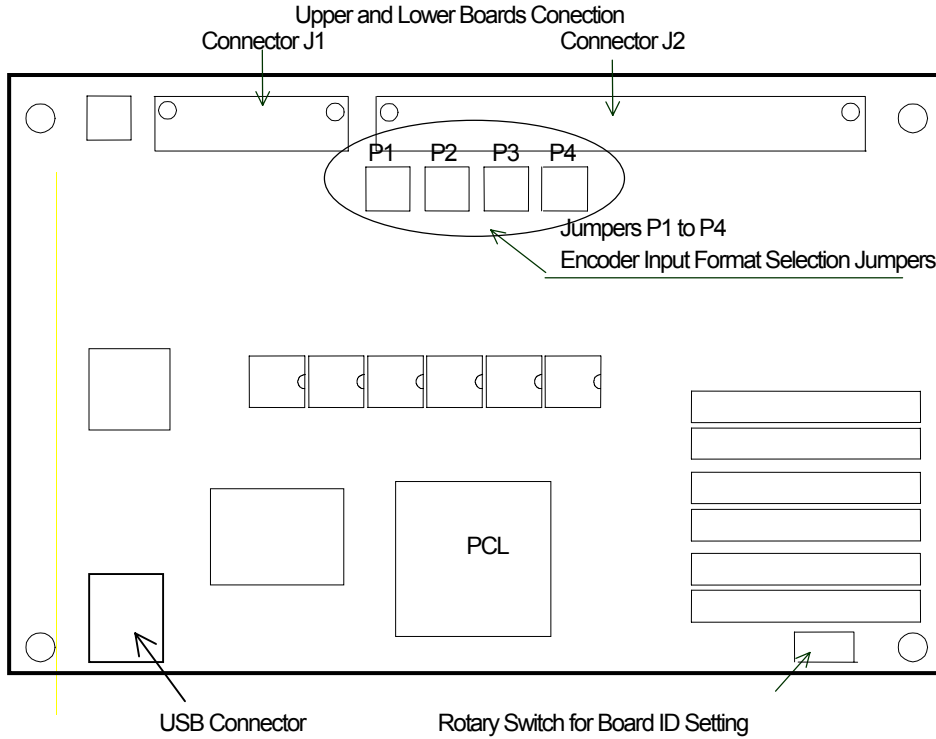 Upper and Lower Boards Conection
Connector J1
Connector J2
P1
P2
P3
P4
Jumpers P1 to P4
Encoder Input Format Selection Jumpers
PCL
USB Connector
Rotary Switch for Board ID Setting